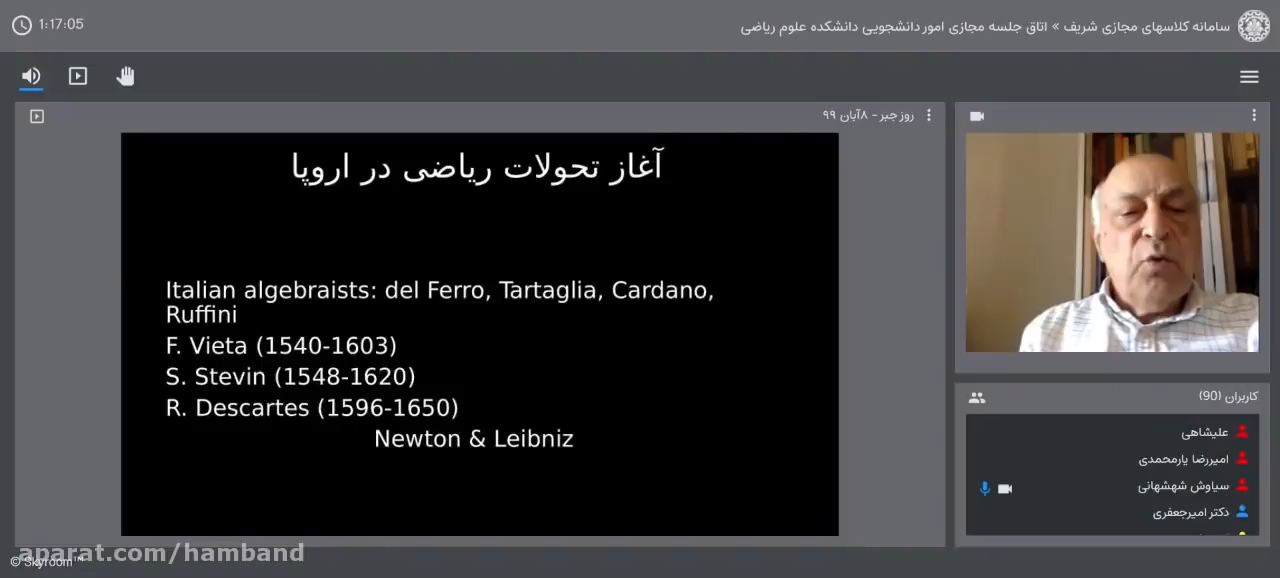 1:17:05
سامانه کلاسهای مجازی شریف » اتاق جلسه مجازی امور دانشجویی دانشکده علوم ریاضی
روز جبر - ۸آبان ۹۹
آغاز تحولات ریاضی در اروپا
Italian algebraists: del Ferro, Tartaglia, Cardano,
Ruffini
F. Vieta (1540-1603)
S. Stevin (1548-1620)
R. Descartes (1596-1650)
Newton & Leibniz
کاربران (90)
علیشاهی
امیررضا یارمحمدی
سیاوش شهشهانی
دکتر امیرجعفری
aparat.com/hamband
© Skyroom™